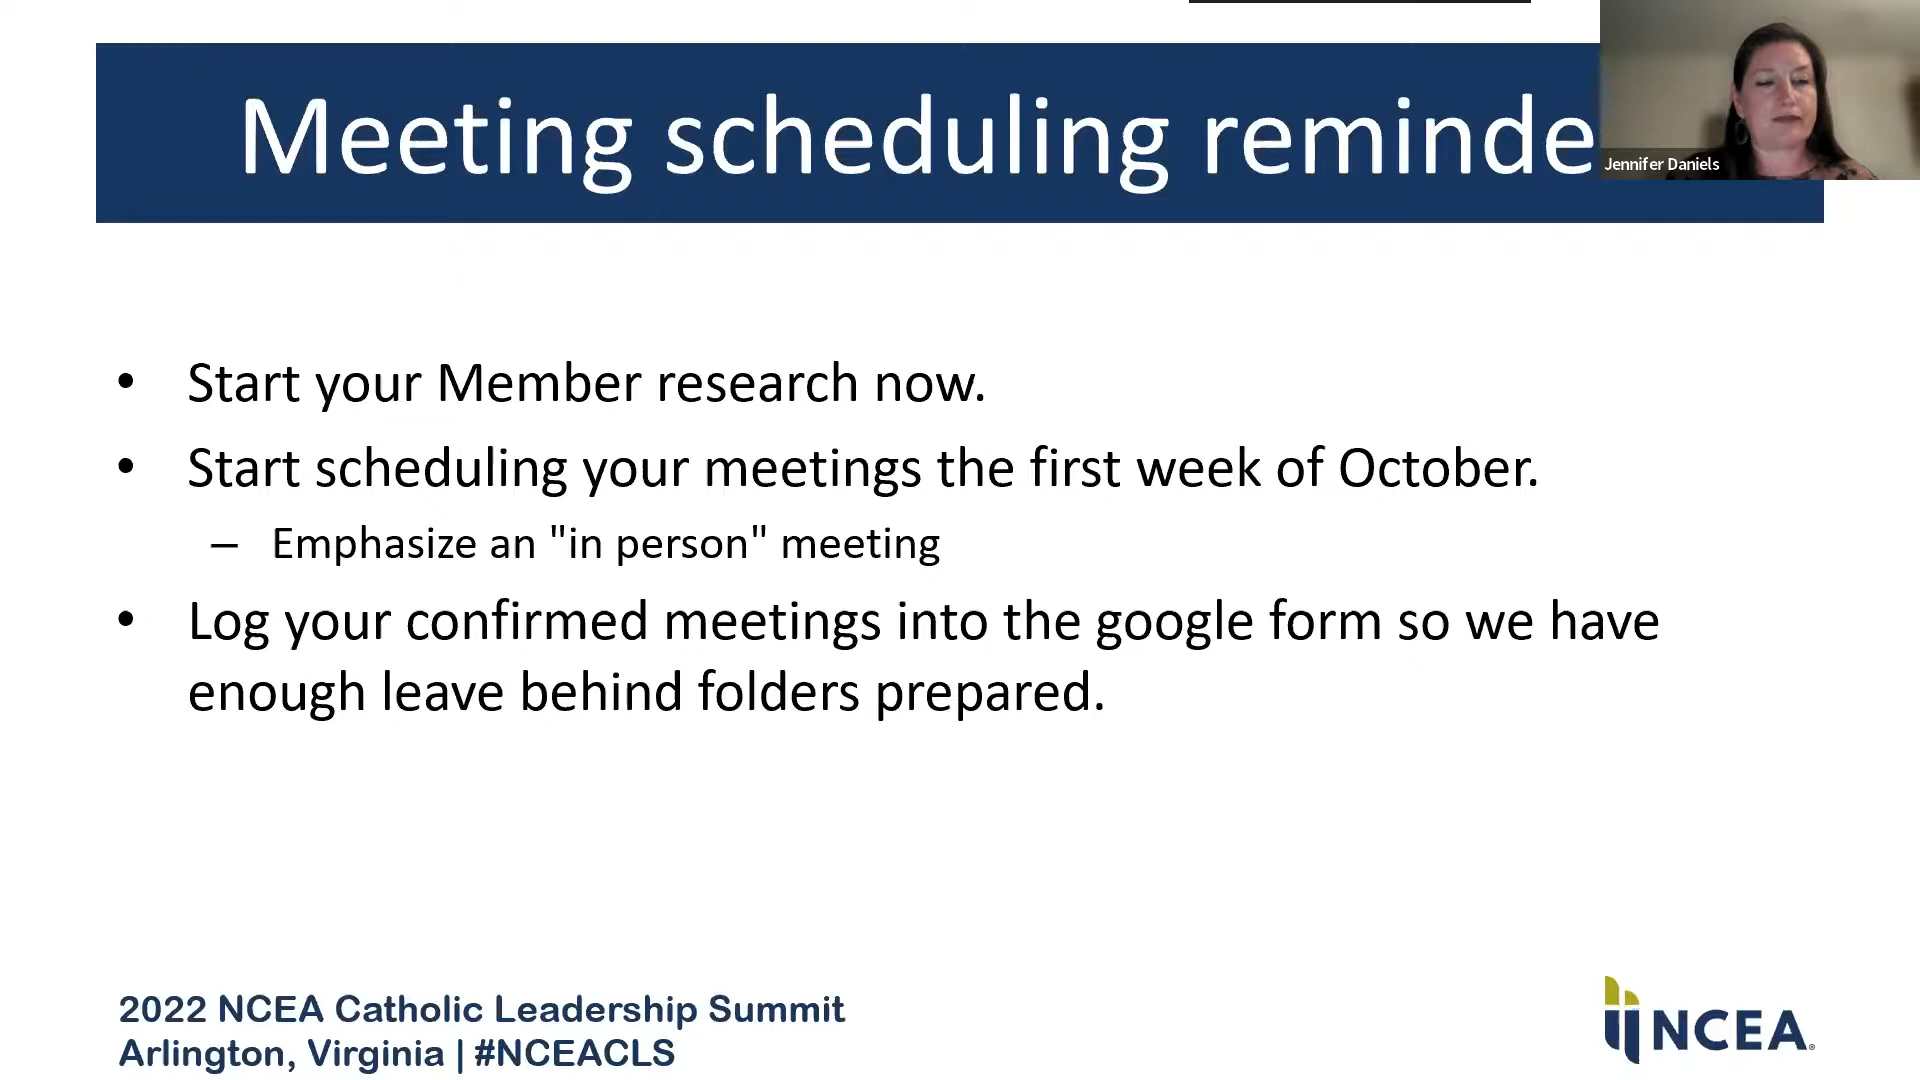 Meeting scheduling reminde
Jennifer Daniels
• Start your Member research now.
• Start scheduling your meetings the first week of October.
– Emphasize an "in person" meeting
• Log your confirmed meetings into the google form so we have
enough leave behind folders prepared.
2022 NCEA Catholic Leadership Summit
Arlington, Virginia | #NCEACLS
NCEA®